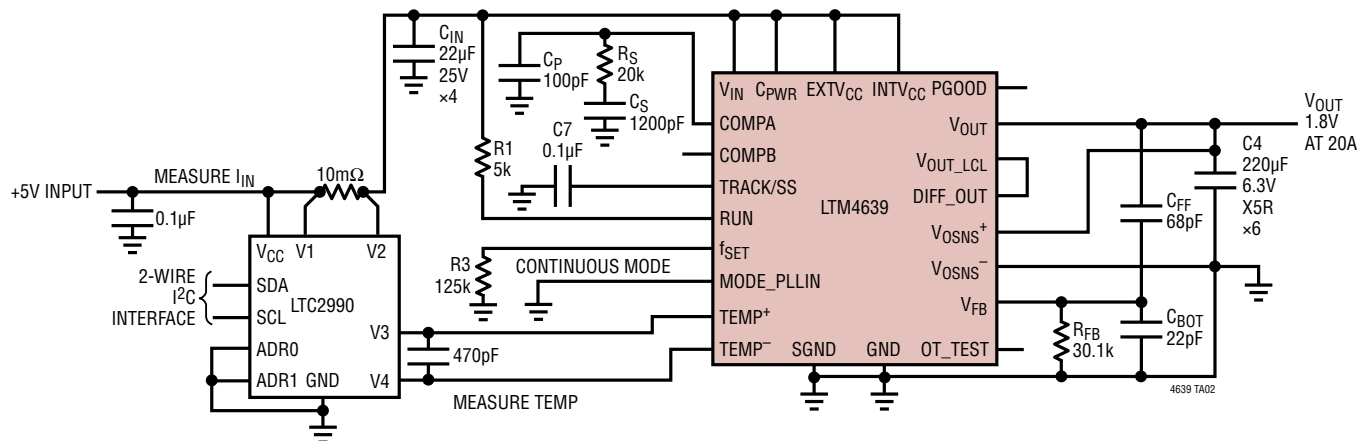 CIN
22µF
25V
×4
CP
100pF
RS
20k
CS
1200pF
C7
0.1µF
R1
5k
VIN CPWR EXTVCC INTVCC PGOOD
COMPA
COMPB
TRACK/SS
RUN
fSET
MODE_PLLIN
TEMP+
TEMP–
SGND GND OT_TEST
LTM4639
VOUT
VOUT_LCL
DIFF_OUT
VOSNS+
VOSNS–
VFB
VOUT
1.8V
AT 20A
C4
220µF
6.3V
X5R
×6
CFF
68pF
CBOT
22pF
RFB
30.1k
4639 TA02
+5V INPUT
MEASURE IIN
10mΩ
0.1µF
VCC V1 V2
2-WIRE
I2C
INTERFACE
SDA
SCL
ADR0
ADR1 GND
LTC2990
V3
V4
470pF
MEASURE TEMP
R3
125k
CONTINUOUS MODE